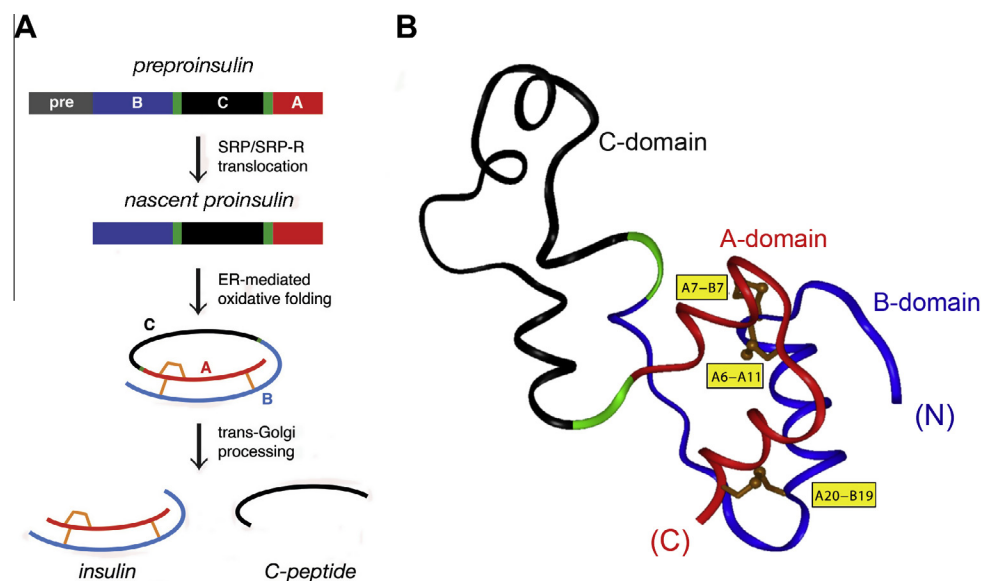 A
preproinsulin
pre
B
C
A
SRP/SRP-R
translocation
nascent proinsulin
ER-mediated
oxidative folding
C
A
B
trans-Golgi
processing
insulin
C-peptide
B
C-domain
A-domain
A7–B7
B-domain
A6–A11
(N)
A20–B19
(C)